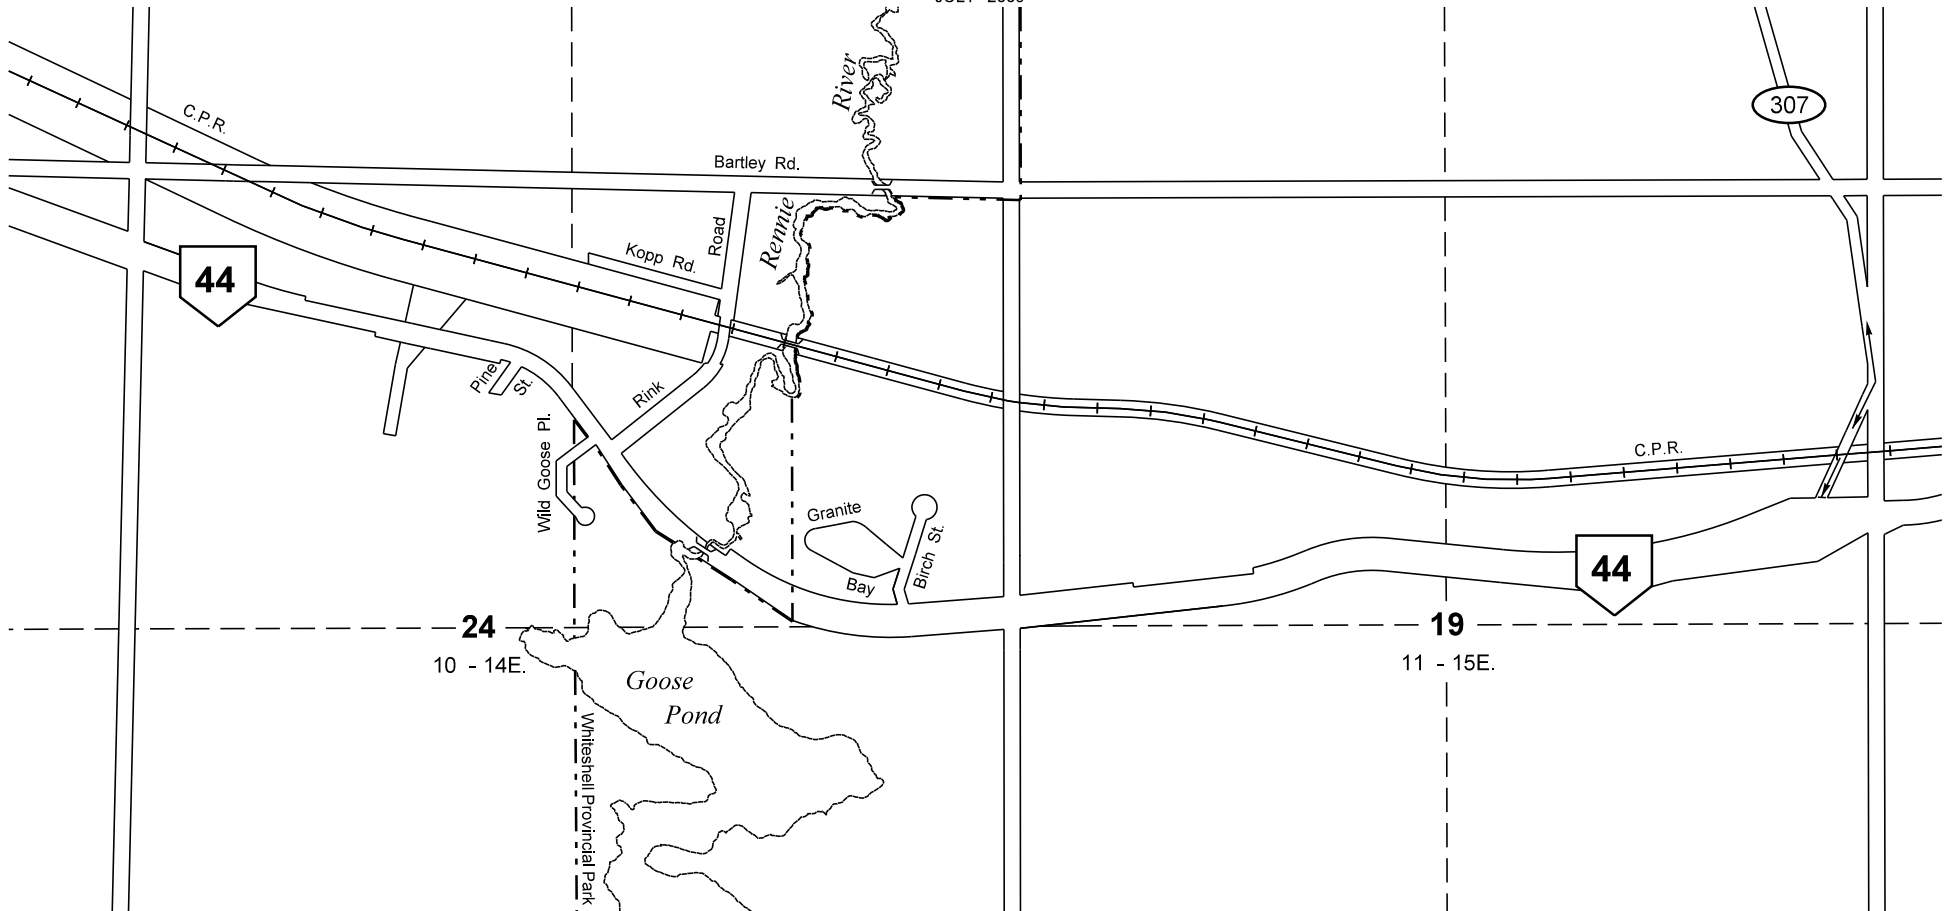 River
307
C.P.R.
Bartley Rd.
Rennie
Road
Kopp Rd.
44
Pine
St.
Rink
Wild Goose Pl.
C.P.R.
Granite
Birch St.
Bay
44
24
10 - 14E.
19
11 - 15E.
Goose
Pond
Whiteshell Provincial Park